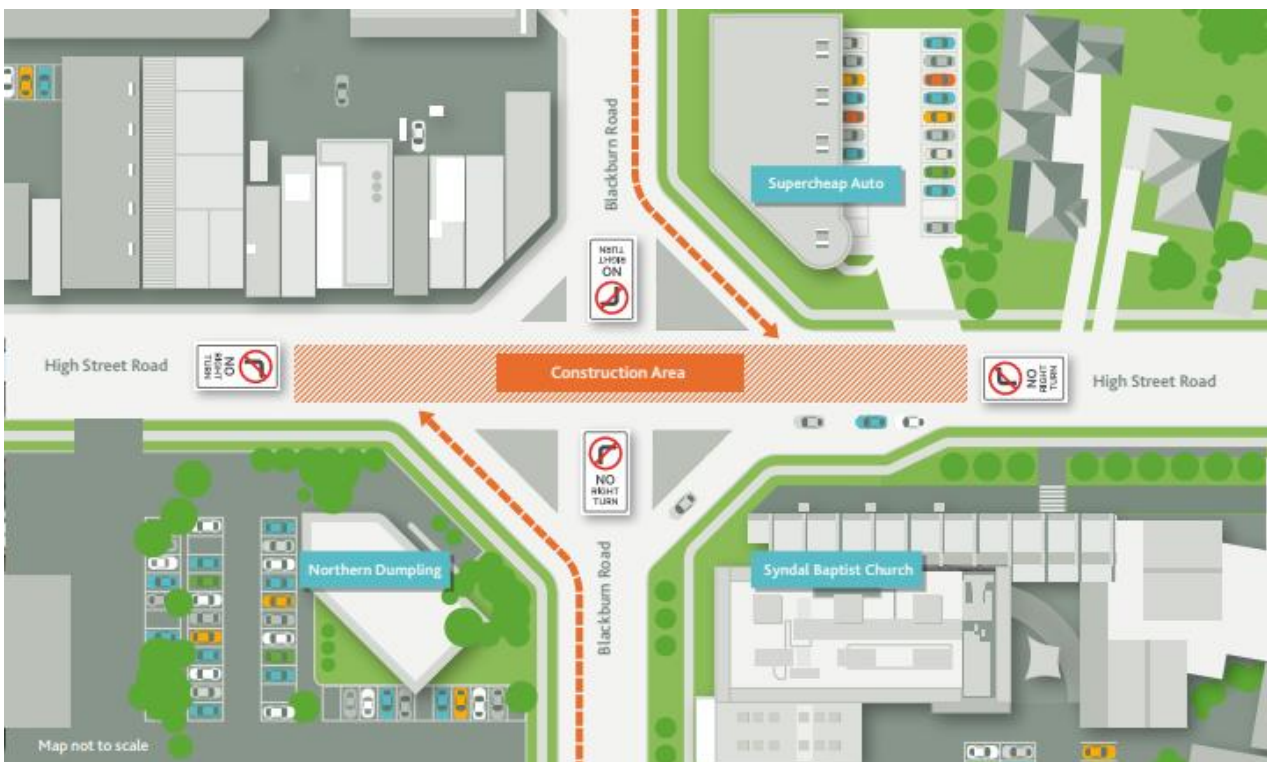 Blackburn Road
Supercheap Auto
NO
RIGHT
TURN
High Street Road
NO
RIGHT
TURN
Construction Area
NO
RIGHT
TURN
High Street Road
NO
RIGHT
TURN
Northern Dumpling
Blackburn Road
Syndal Baptist Church
Map not to scale